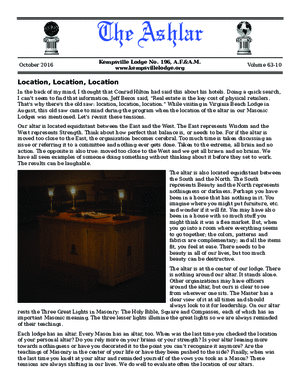 The Ashlar
Kempsville Lodge No. 196, A.F.&A.M.
www.kempsvillelodge.org
October 2016
Volume 63-10
Location, Location, Location
In the back of my mind, I thought that Conrad Hilton had said this about his hotels. Doing a quick search,
I can't seem to find that information. Jeff Bezos said, "Real estate is the key cost of physical retailers.
That's why there's the old saw: location, location, location." While visiting in Virginia Beach Lodge in
August, this old saw came to mind during the program when the location of the altar in our Masonic
Lodges was mentioned. Let's revisit these tensions.
Our altar is located equidistant between the East and the West. The East represents Wisdom and the
West represents Strength. Think about how perfect that balance is, or needs to be. For if the altar is
moved too close to the East, the organization becomes cerebral. Too much time is taken discussing an
issue or referring it to a committee and nothing ever gets done. Taken to the extreme, all brain and no
action. The opposite is also true, moved too close to the West and we get all brawn and no brains. We
have all seen examples of someone doing something without thinking about it before they set to work.
The results can be laughable.
The altar is also located equidistant between
the South and the North. The South
represents Beauty and the North represents
nothingness or darkness. Perhaps you have
been in a house that has nothing in it. You
imagine where you might put furniture, etc.
and wonder if it will fit. You may have also
been in a house with so much stuff you
might think it was a flea market. But, when
you go into a room where everything seems
to go together; the colors, patterns and
fabrics are complementary; and all the items
fit, you feel at ease. There needs to be
beauty in all of our lives, but too much
beauty can be destructive.
The altar is at the center of our lodge. There
is nothing around our altar. It stands alone.
Other organizations may have officers
around the altar, but ours is clear to see
from wherever one sits. The Master has a
clear view of it at all times and should
always look to it for leadership. On our altar
rests the Three Great Lights in Masonry: The Holy Bible, Square and Compasses, each of which has an
important Masonic meaning. The three lesser lights illumine the great lights so we are always reminded
of their teachings.
Each lodge has an altar. Every Mason has an altar, too. When was the last time you checked the location
of your personal altar? Do you rely more on your brains or your strength? Is your altar leaning more
towards nothingness or have you decorated it to the point you can't recognize it anymore? Are the
teachings of Masonry in the center of your life or have they been pushed to the side? Finally, when was
the last time you knelt at your altar and reminded yourself of the vows you took as a Mason? These
tensions are always shifting in our lives. We do well to evaluate often the location of our altars.